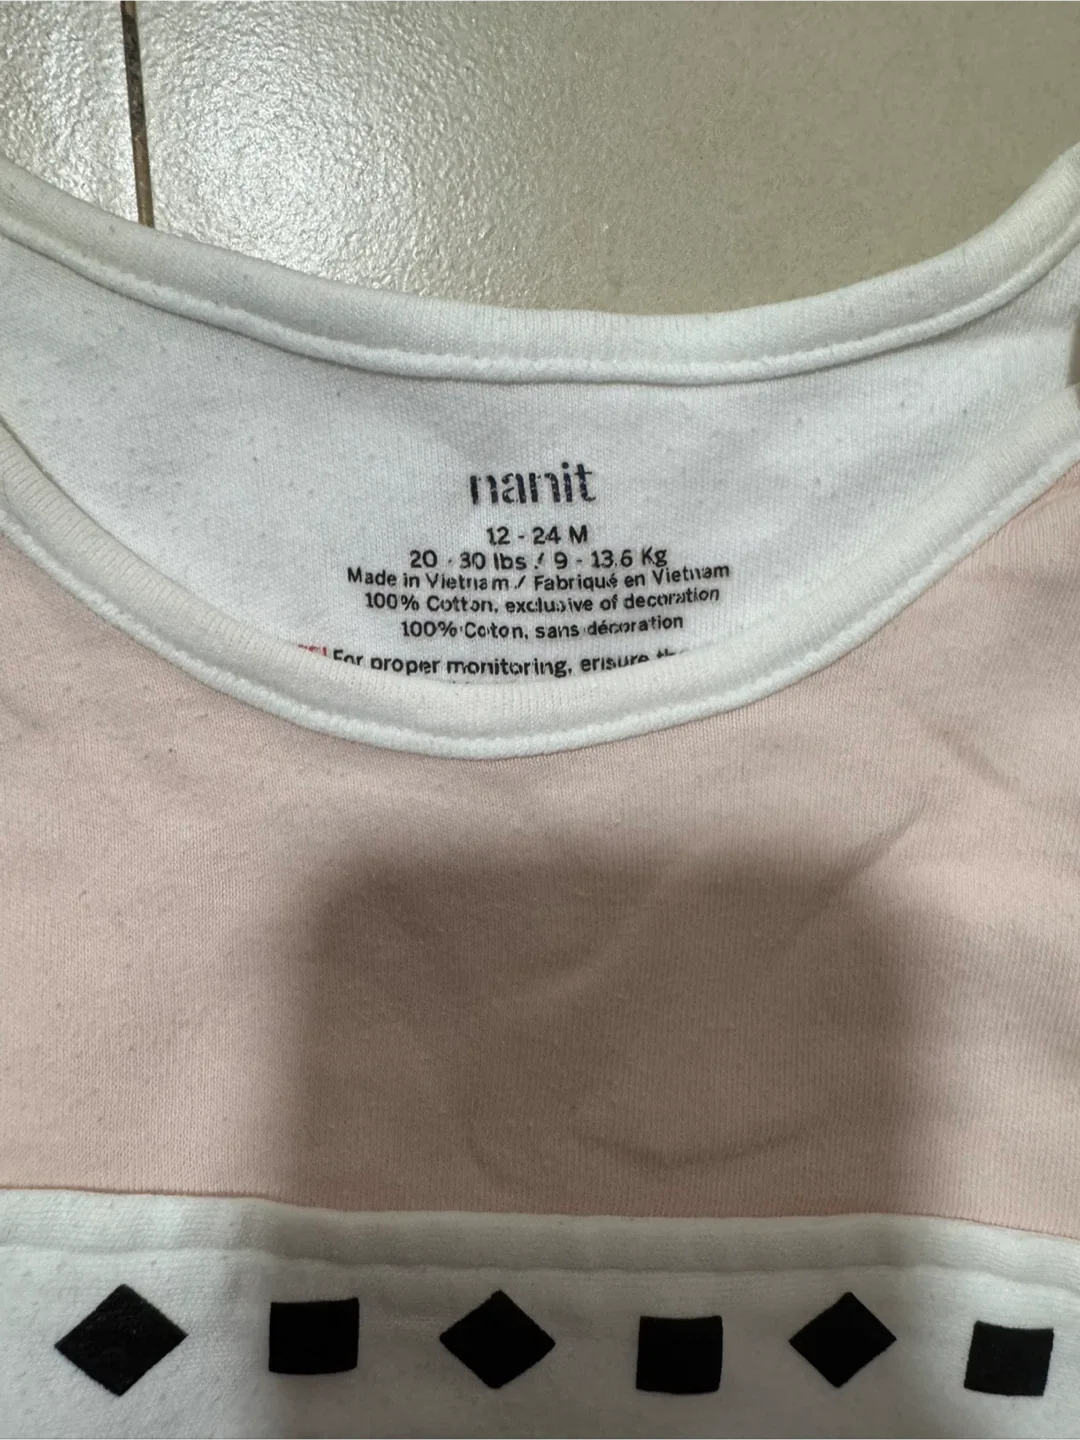 nanit
12 - 24 M
20 - 30 lbs / 9 - 13.6 Kg
Made in Vietnam / Fabriqué en Vietnam
100% Cotton, exclusive of decoration
100% Coton, sans décoration
For proper monitoring, ensure